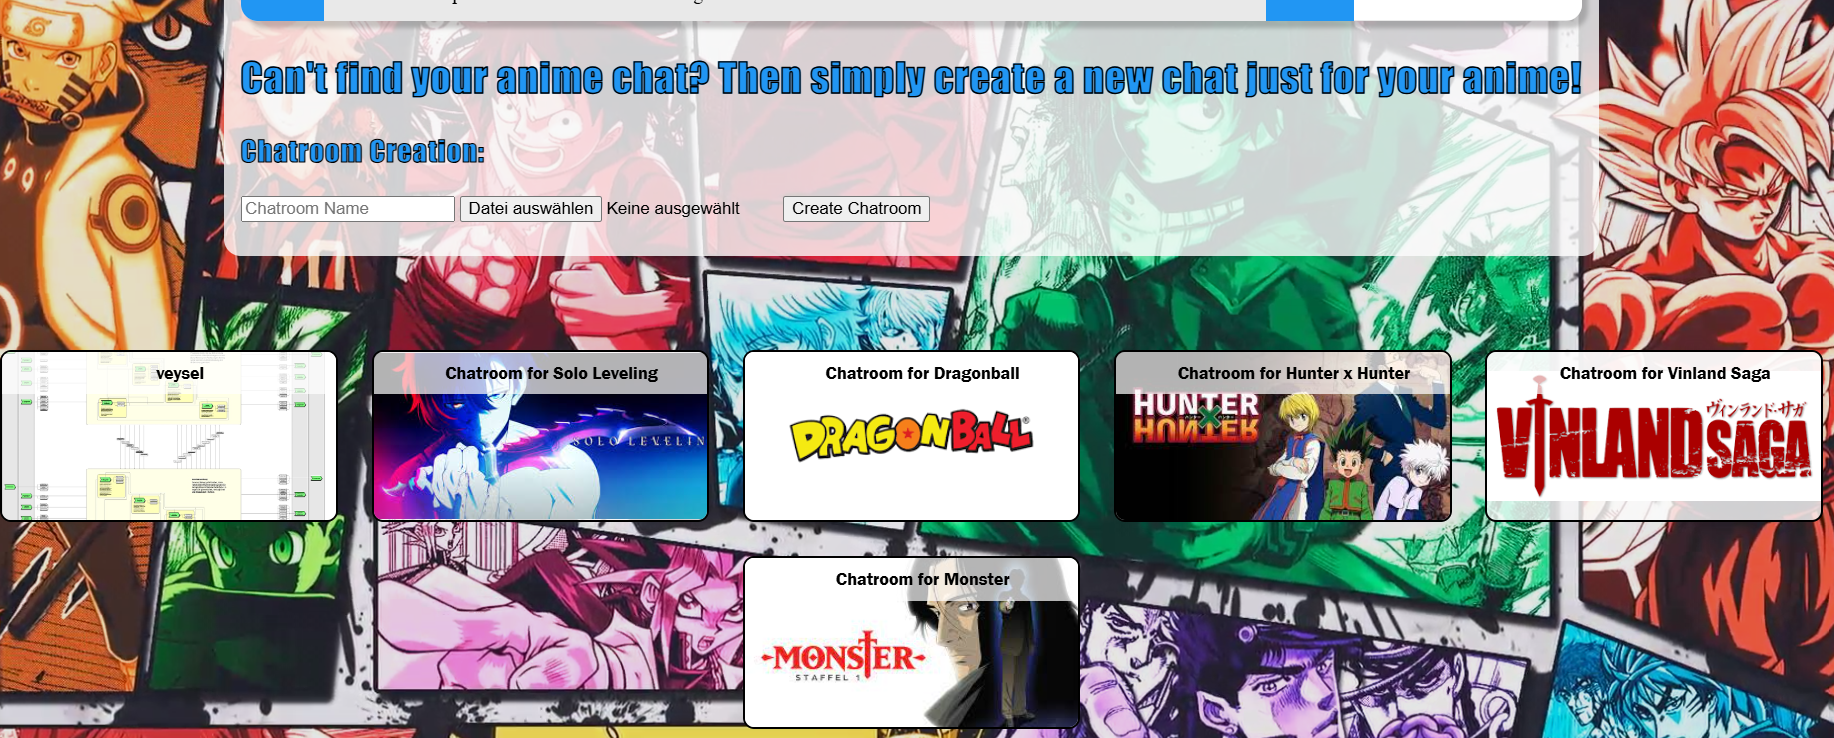 Can't find your anime chat? Then simply create a new chat just for your anime!
Chatroom Creation:
Chatroom Name
Datei auswählen Keine ausgewählt
Create Chatroom
veysel
Chatroom for Solo Leveling
SOLO LEVELIN
Chatroom for Dragonball
DRAGONBALL
Chatroom for Hunter x Hunter
HUNTER
HUNTER
Chatroom for Vinland Saga
ヴィンランド・サガ
VINLAND SAGA
Chatroom for Monster
MONSTER
STAFFEL 1